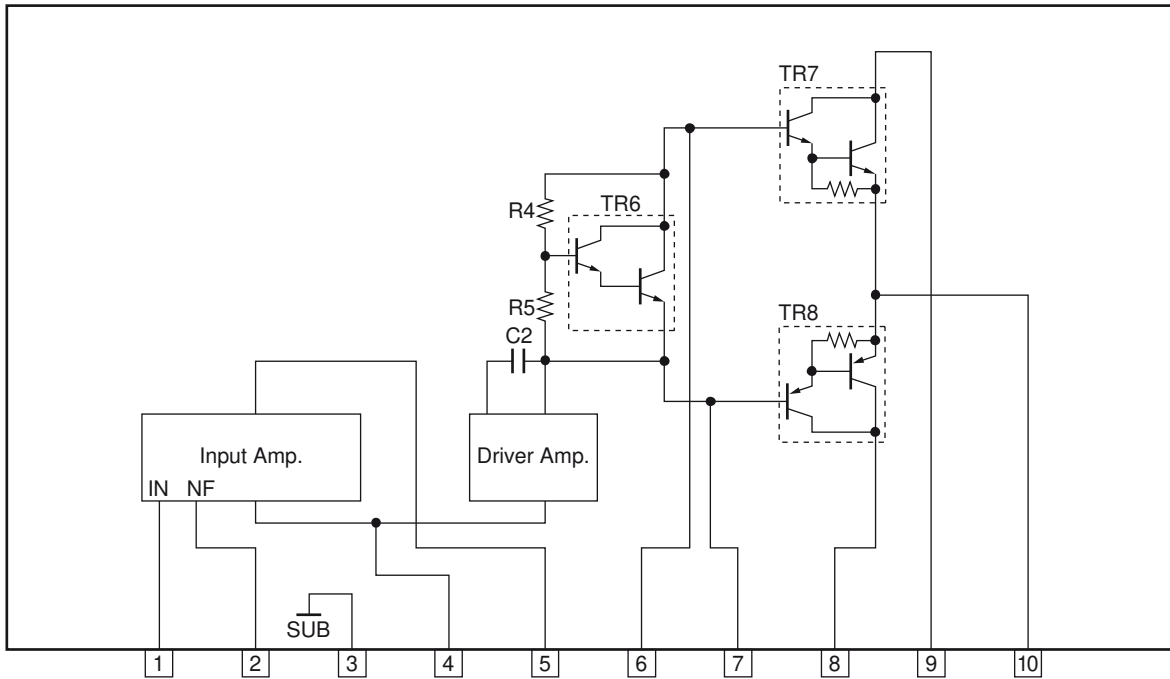 TR7
TR6
R4
R5
TR8
C2
Input Amp.
Driver Amp.
IN NF
SUB
1 2 3 4 5 6 7 8 9 10